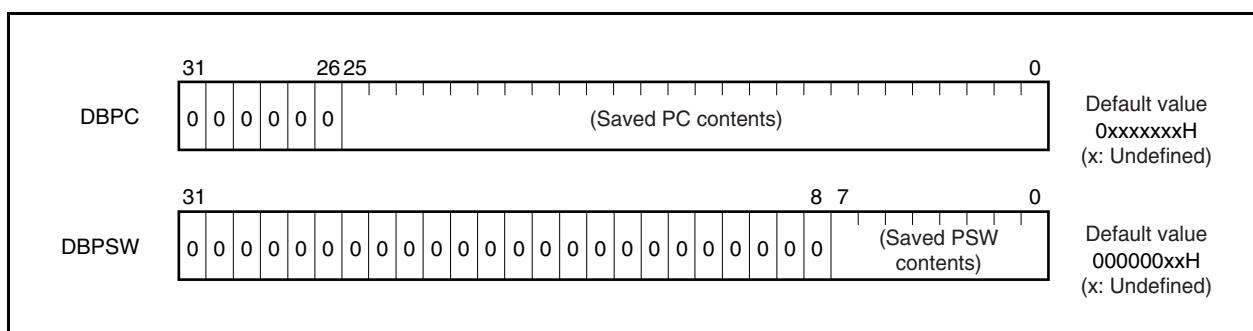 31 26 25 0
DBPC 0 0 0 0 0 0 (Saved PC contents) Default value
0xxxxxxxH
(x: Undefined)
31 8 7 0
DBPSW 0 0 0 0 0 0 0 0 0 0 0 0 0 0 0 0 0 0 0 0 0 0 0 0 (Saved PSW
contents) Default value
000000xxH
(x: Undefined)